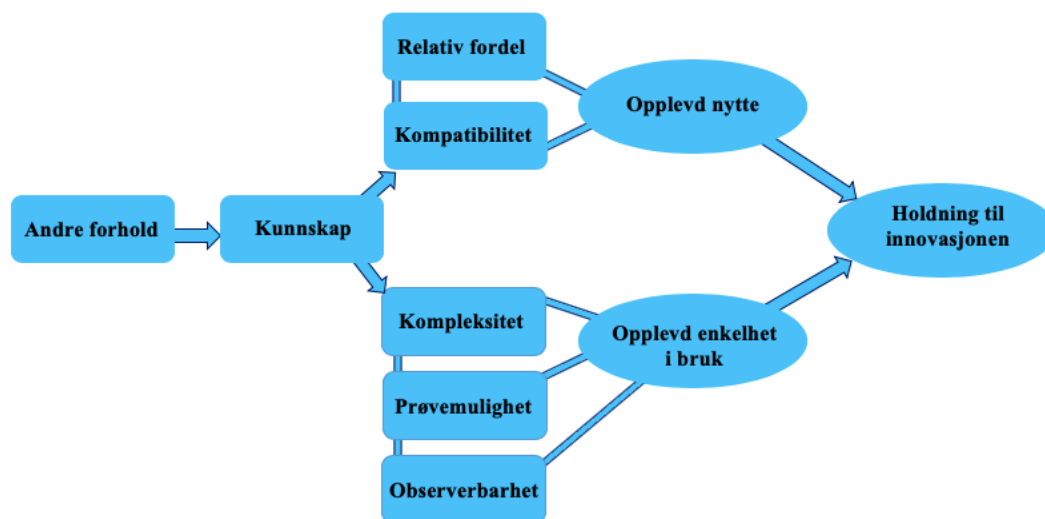 Relativ fordel
Opplevd nytte
Kompatibilitet
Andre forhold
Kunnskap
Holdning til
innovasjonen
Kompleksitet
Opplevd enkelhet
i bruk
Prøvemulighet
Observerbarhet